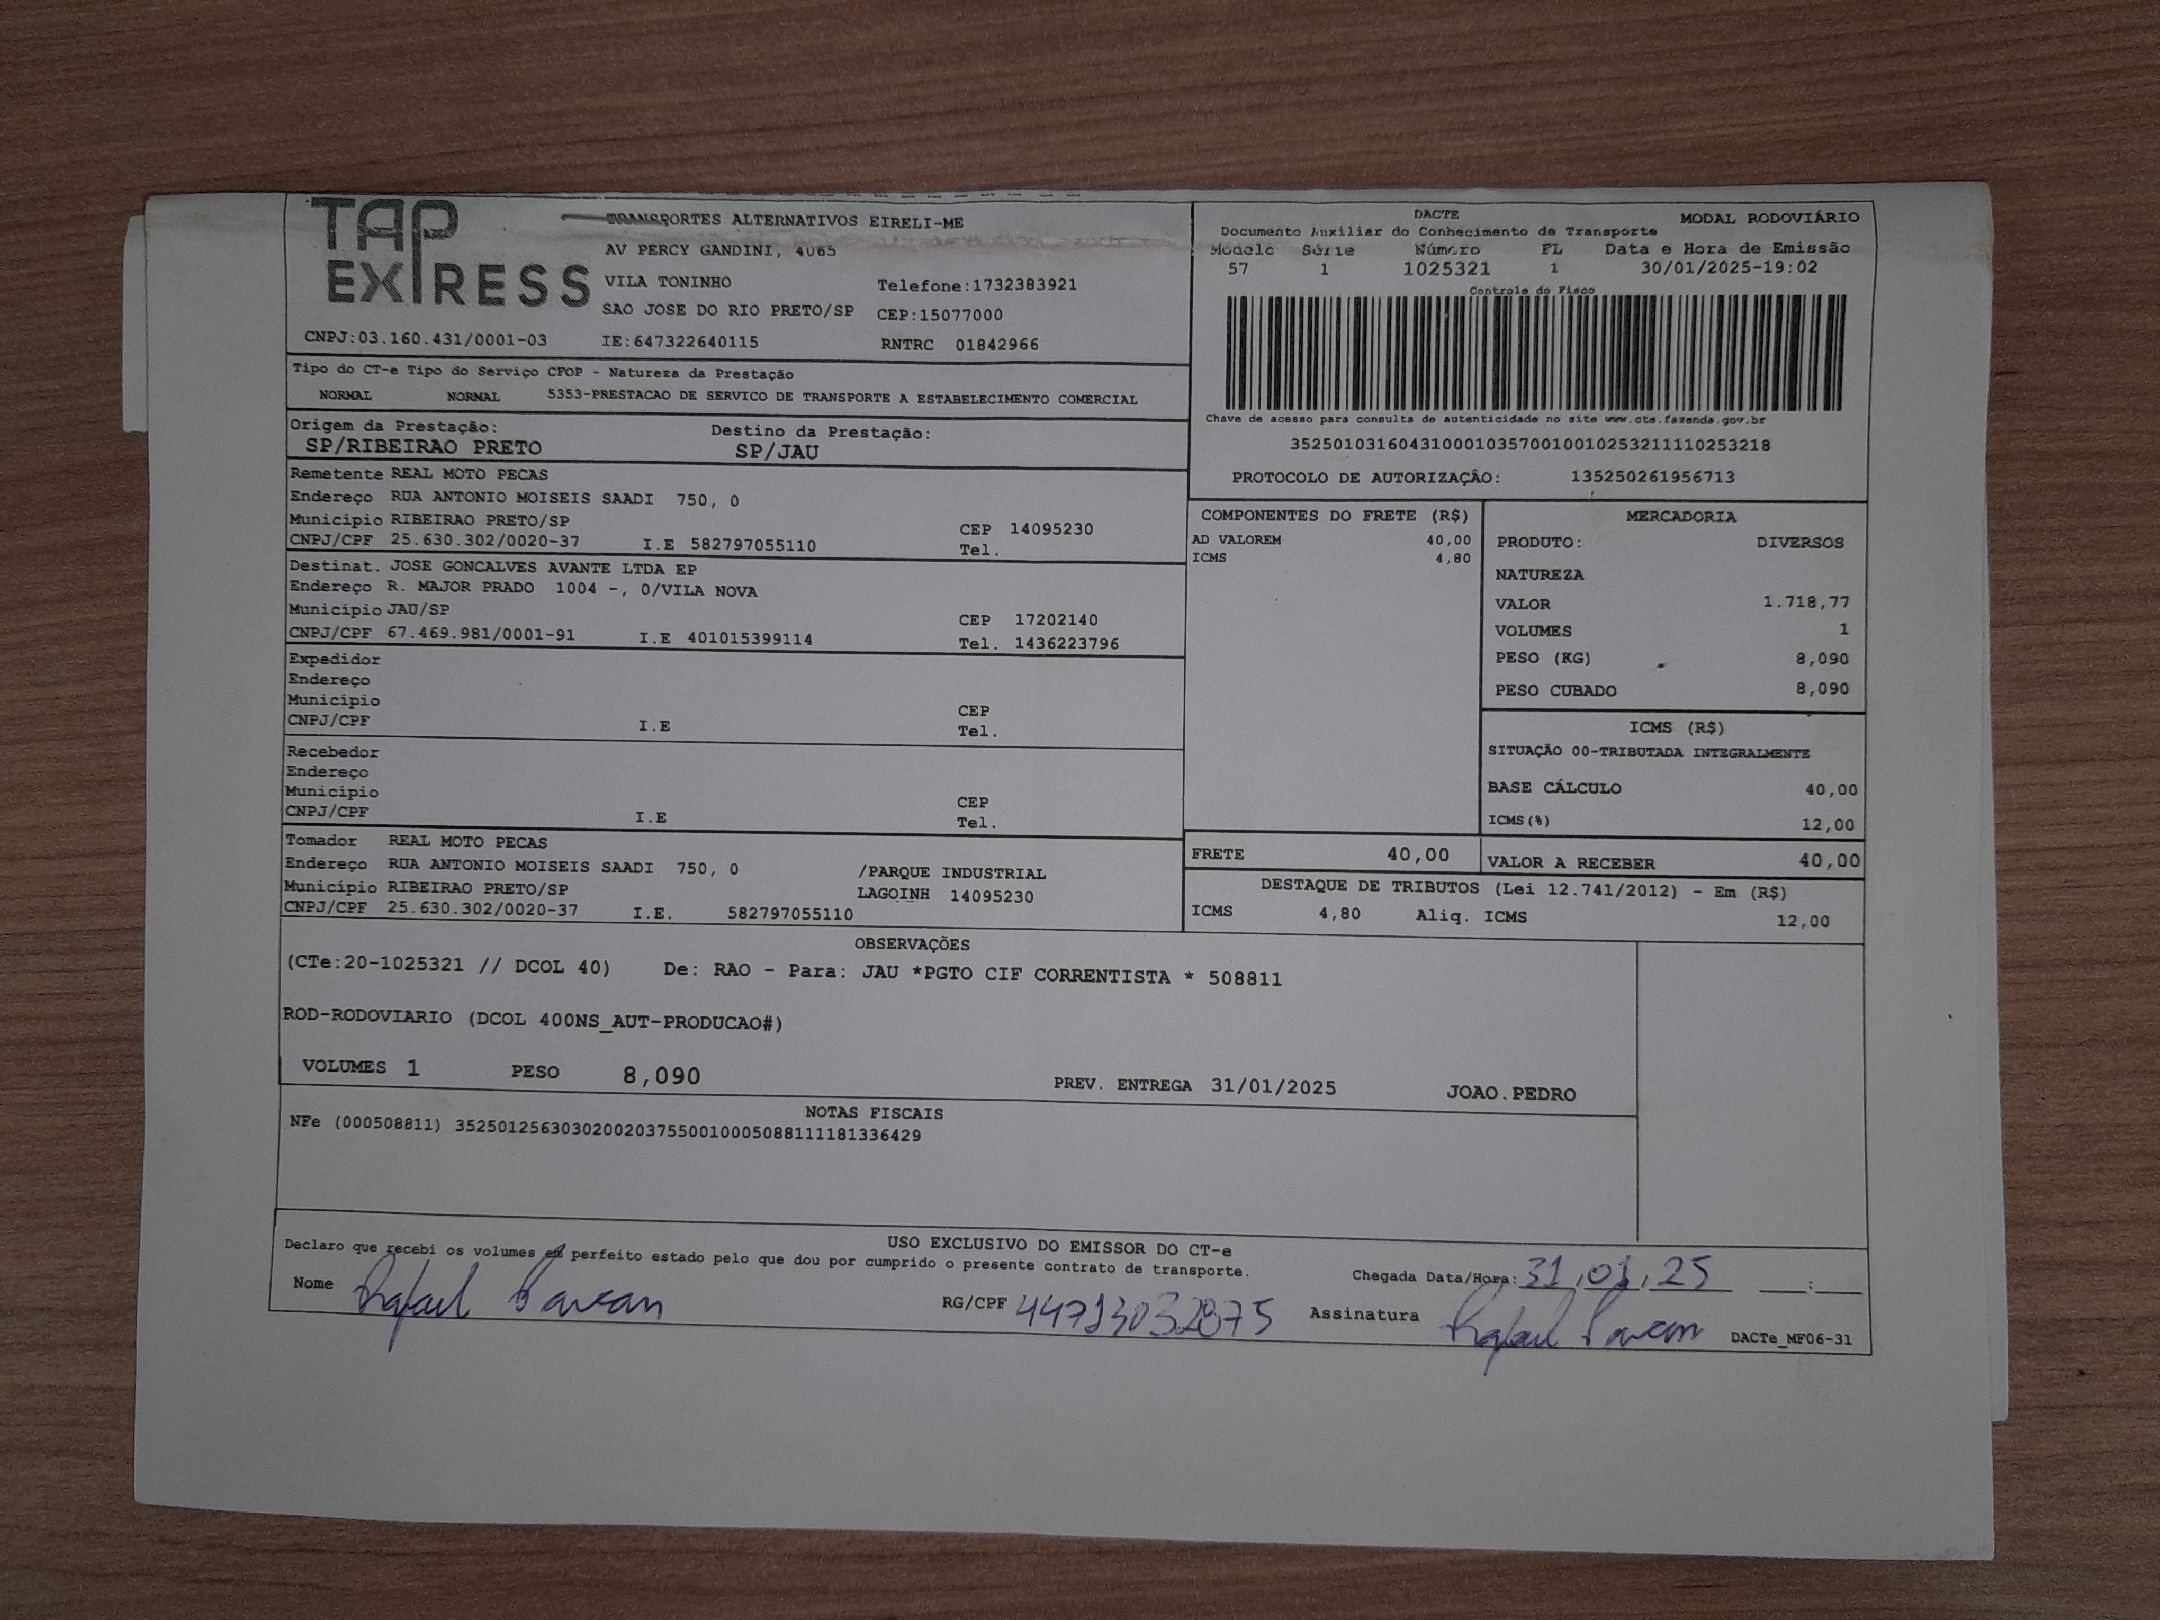 TAP EXPRESS
TRANSPORTES ALTERNATIVOS EIRELI-ME
AV PERCY GANDINI, 4065
VILA TONINHO Telefone:1732383921
SAO JOSE DO RIO PRETO/SP CEP:15077000
CNPJ:03.160.431/0001-03 IE:647322640115 RNTRC 01842966
DACTE MODAL RODOVIÁRIO
Documento Auxiliar do Conhecimento de Transporte
Modelo Série Número FL Data e Hora de Emissão
57 1 1025321 1 30/01/2025-19:02
Controle do Fisco
Chave de acesso para consulta de autenticidade no site www.cte.fazenda.gov.br
35250103160431000103570010010253211110253218
PROTOCOLO DE AUTORIZAÇÂO: 135250261956713
Tipo do CT-e Tipo do Serviço CFOP - Natureza da Prestação
NORMAL NORMAL 5353-PRESTACAO DE SERVICO DE TRANSPORTE A ESTABELECIMENTO COMERCIAL
Origem da Prestação: Destino da Prestação:
SP/RIBEIRAO PRETO SP/JAU
Remetente REAL MOTO PECAS
Endereço RUA ANTONIO MOISEIS SAADI 750, 0
Município RIBEIRAO PRETO/SP CEP 14095230
CNPJ/CPF 25.630.302/0020-37 I.E 582797055110 Tel.
Destinat. JOSE GONCALVES AVANTE LTDA EP
Endereço R. MAJOR PRADO 1004 -, 0/VILA NOVA
Município JAU/SP CEP 17202140
CNPJ/CPF 67.469.981/0001-91 I.E 401015399114 Tel. 1436223796
Expedidor
Endereço
Município CEP
CNPJ/CPF I.E Tel.
Recebedor
Endereço
Município CEP
CNPJ/CPF I.E Tel.
Tomador REAL MOTO PECAS
Endereço RUA ANTONIO MOISEIS SAADI 750, 0 /PARQUE INDUSTRIAL
Município RIBEIRAO PRETO/SP LAGOINH 14095230
CNPJ/CPF 25.630.302/0020-37 I.E. 582797055110
COMPONENTES DO FRETE (R$)
AD VALOREM 40,00
ICMS 4,80
MERCADORIA
PRODUTO: DIVERSOS
NATUREZA
VALOR 1.718,77
VOLUMES 1
PESO (KG) 8,090
PESO CUBADO 8,090
ICMS (R$)
SITUAÇÃO 00-TRIBUTADA INTEGRALMENTE
BASE CÁLCULO 40,00
ICMS(%) 12,00
FRETE 40,00 VALOR A RECEBER 40,00
DESTAQUE DE TRIBUTOS (Lei 12.741/2012) - Em (R$)
ICMS 4,80 Aliq. ICMS 12,00
OBSERVAÇÕES
(CTe:20-1025321 // DCOL 40) De: RAO - Para: JAU *PGTO CIF CORRENTISTA * 508811
ROD-RODOVIARIO (DCOL 400NS_AUT-PRODUCAO#)
VOLUMES 1 PESO 8,090 PREV. ENTREGA 31/01/2025 JOAO.PEDRO
NOTAS FISCAIS
NFe (000508811) 35250125630302002037550010005088111181336429
USO EXCLUSIVO DO EMISSOR DO CT-e
Declaro que recebi os volumes em perfeito estado pelo que dou por cumprido o presente contrato de transporte.
Chegada Data/Hora: 31,01,25 ___:___
Nome Rafael RG/CPF Assinatura Rafael DACTe_MF06-31